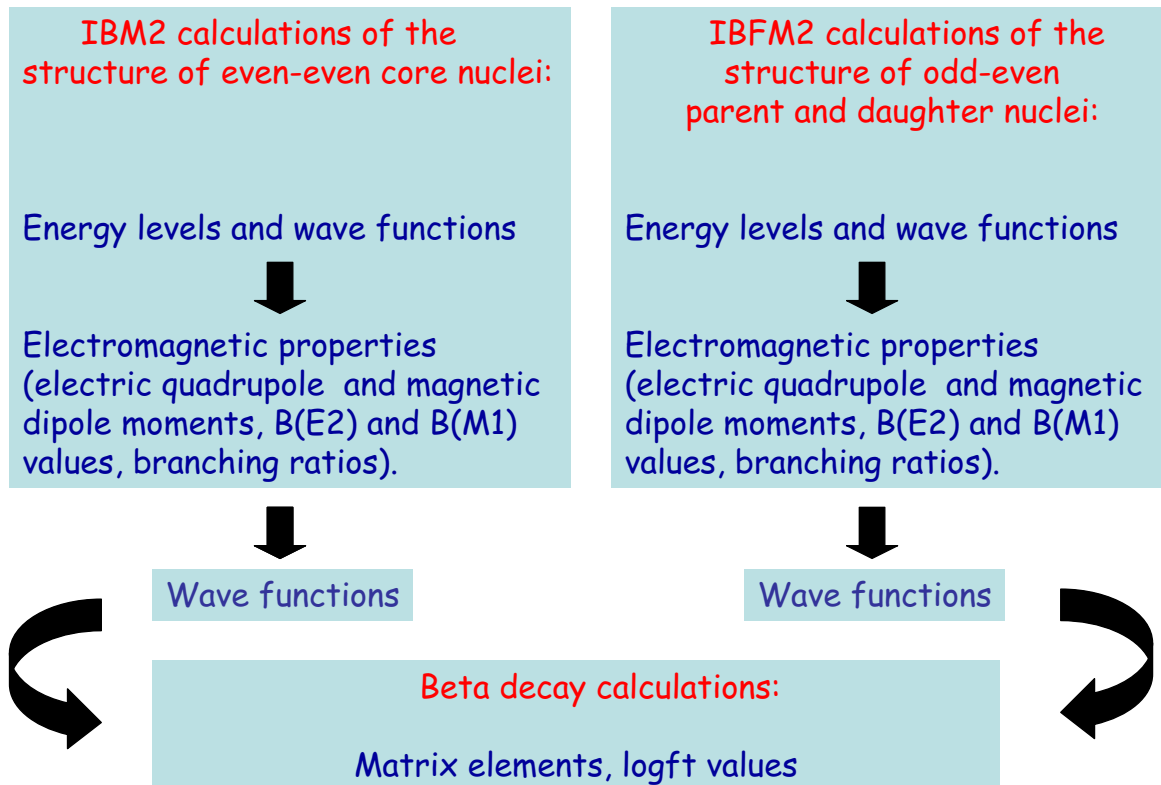 IBM2 calculations of the
structure of even-even core nuclei:
Energy levels and wave functions
Electromagnetic properties
(electric quadrupole and magnetic
dipole moments, B(E2) and B(M1)
values, branching ratios).
Wave functions
IBFM2 calculations of the
structure of odd-even
parent and daughter nuclei:
Energy levels and wave functions
Electromagnetic properties
(electric quadrupole and magnetic
dipole moments, B(E2) and B(M1)
values, branching ratios).
Wave functions
Beta decay calculations:
Matrix elements, logft values